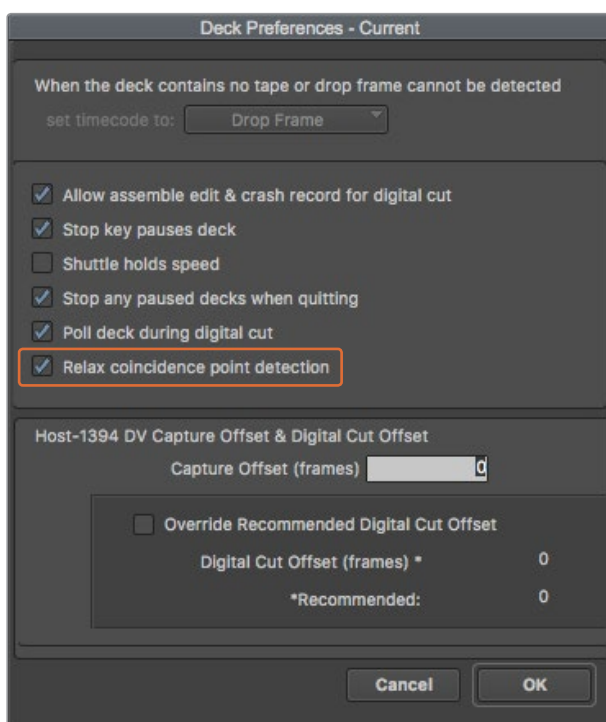 Deck Preferences - Current
When the deck contains no tape or drop frame cannot be detected
set timecode to: Drop Frame
Allow assemble edit & crash record for digital cut
Stop key pauses deck
Shuttle holds speed
Stop any paused decks when quitting
Poll deck during digital cut
Relax coincidence point detection
Host-1394 DV Capture Offset & Digital Cut Offset
Capture Offset (frames) 0
Override Recommended Digital Cut Offset
Digital Cut Offset (frames) * 0
*Recommended: 0
Cancel OK